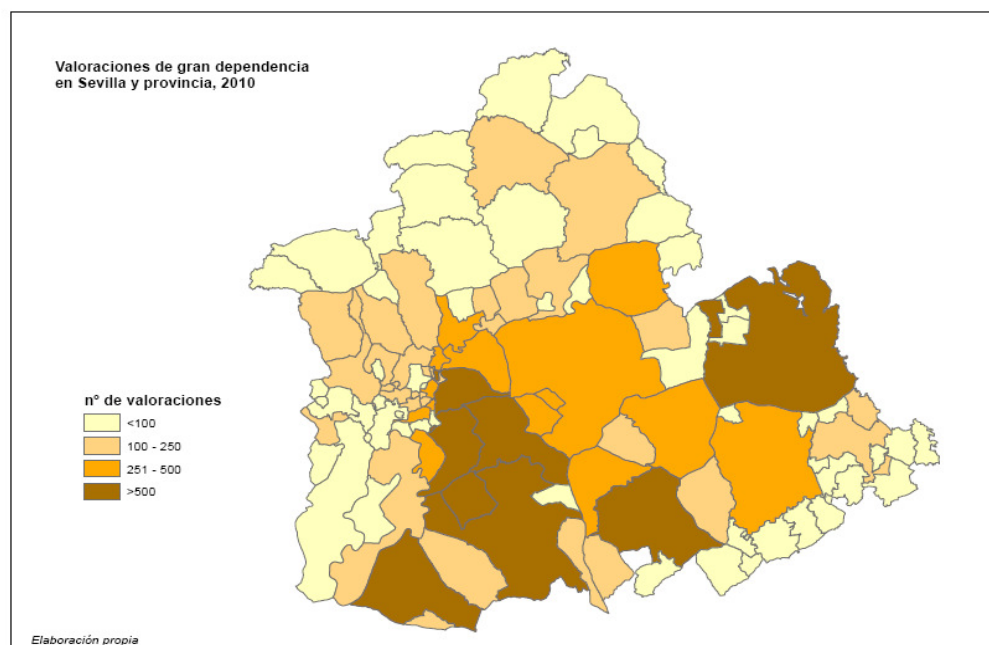 Valoraciones de gran dependencia
en Sevilla y provincia, 2010
nº de valoraciones
<100
100 - 250
251 - 500
>500
Elaboración propia